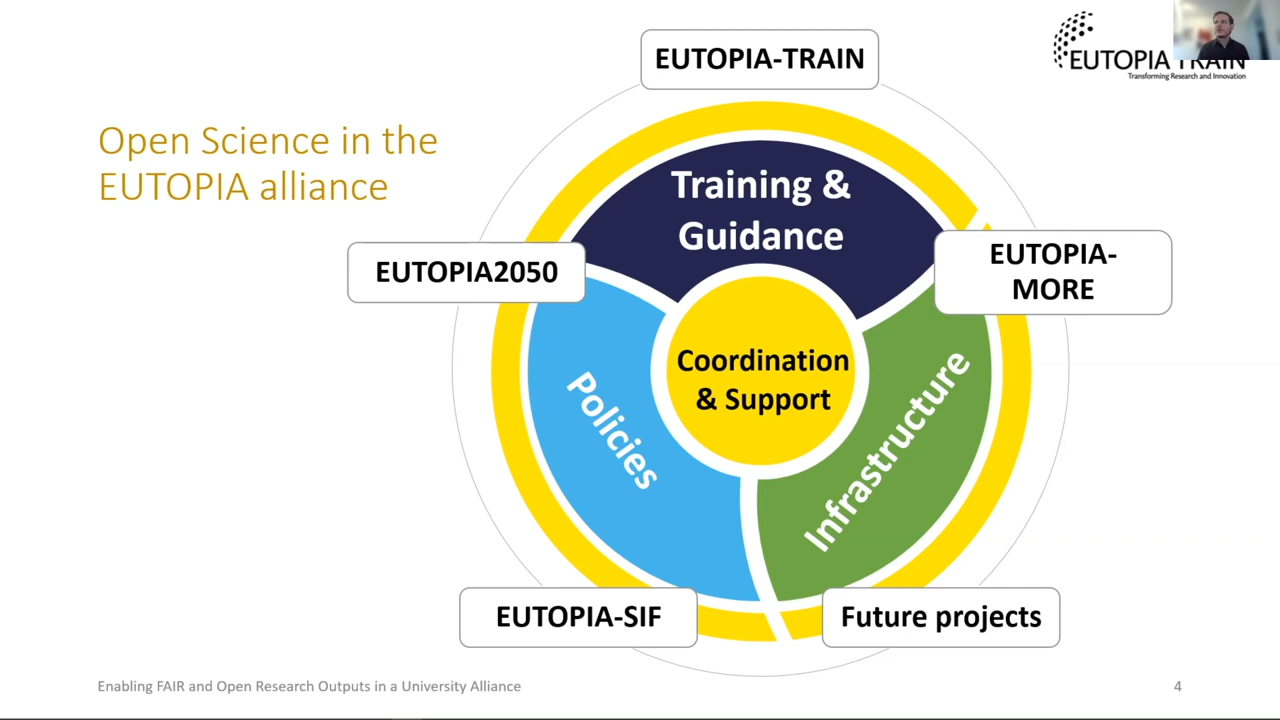 EUTOPIA-TRAIN
EUTOPIA TRAIN
Transforming Research and Innovation
Open Science in the
EUTOPIA alliance
Training &
Guidance
EUTOPIA2050
EUTOPIA-
MORE
Coordination
& Support
Policies
Infrastructure
EUTOPIA-SIF
Future projects
Enabling FAIR and Open Research Outputs in a University Alliance
4